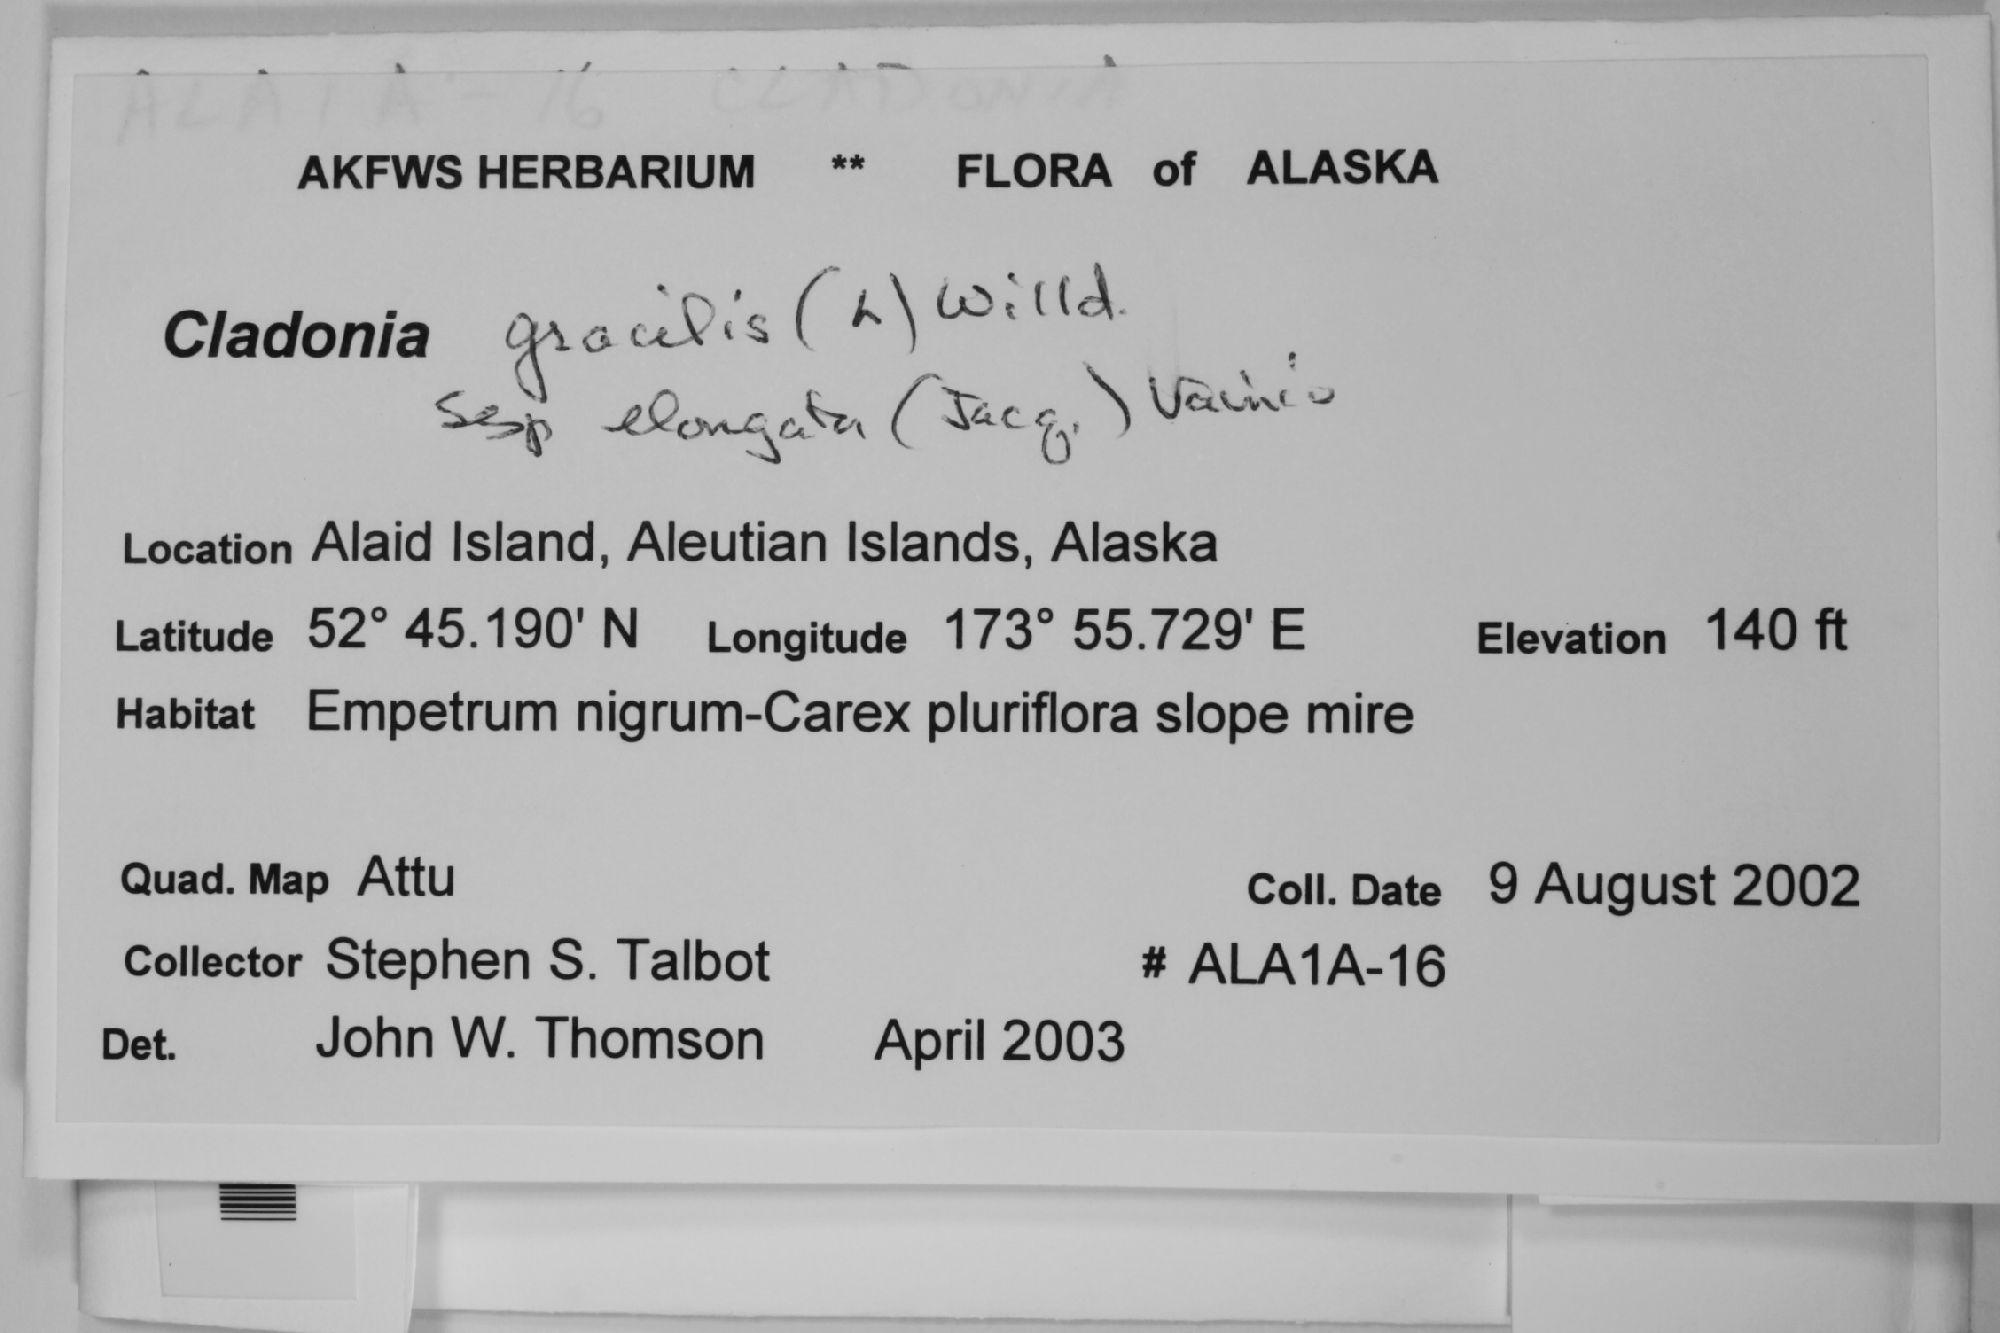 ALA1A-16 CLADONIA
AKFWS HERBARIUM ** FLORA of ALASKA
Cladonia gracilis (L) Willd.
ssp elongata (Jacq.) Vainio
Location Alaid Island, Aleutian Islands, Alaska
Latitude 52° 45.190' N Longitude 173° 55.729' E Elevation 140 ft
Habitat Empetrum nigrum-Carex pluriflora slope mire
Quad. Map Attu Coll. Date 9 August 2002
Collector Stephen S. Talbot # ALA1A-16
Det. John W. Thomson April 2003